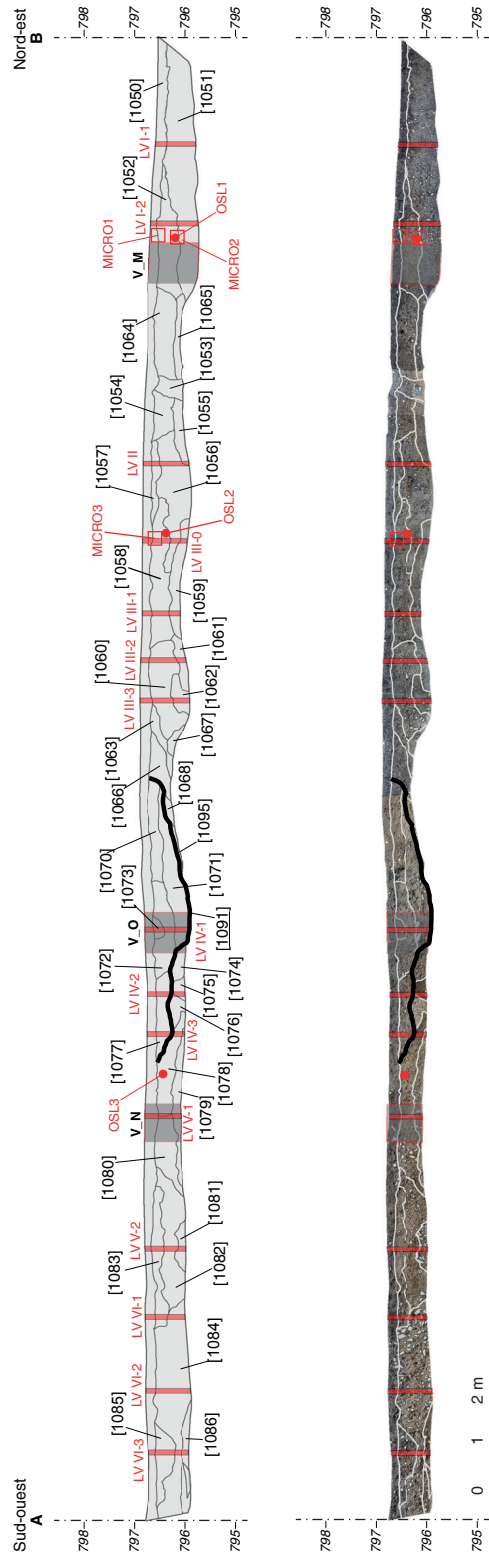 Sud-ouest
A
Nord-est
B
798
797
796
795
798
797
796
795
LV VI-3
[1085]
LV VI-2
LV VI-1
[1083]
LV V-2
[1080]
V_N
OSL3
[1077]
LV IV-2
[1072]
V_O
[1073]
[1070]
[1066]
[1063]
LV III-3
[1060]
LV III-2
LV III-1
[1058]
MICRO3
[1057]
LV II
[1054]
[1064]
V_M
MICRO1
LV I-2
[1052]
LV I-1
[1050]
[1086]
[1084]
[1082]
[1081]
LV V-1
[1079]
[1078]
LV IV-3
[1076]
[1075]
[1074]
LV IV-1
[1091]
[1071]
[1095]
[1068]
[1067]
[1062]
[1061]
[1059]
LV III-0
OSL2
[1056]
[1055]
[1053]
[1065]
MICRO2
OSL1
[1051]
798
797
796
795
798
797
796
795
0 1 2 m